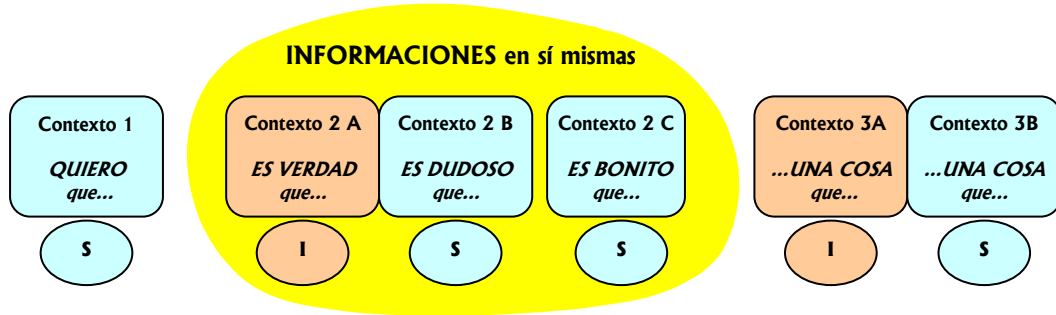 INFORMACIONES en sí mismas
Contexto 1
QUIERO
que...
S
Contexto 2 A
ES VERDAD
que...
I
Contexto 2 B
ES DUDOSO
que...
S
Contexto 2 C
ES BONITO
que...
S
Contexto 3A
...UNA COSA
que...
I
Contexto 3B
...UNA COSA
que...
S